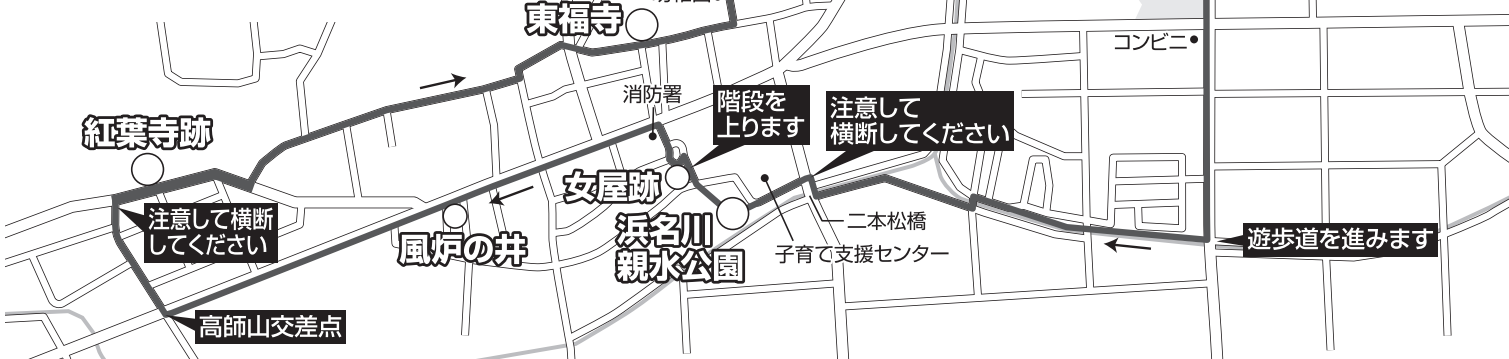 東福寺
コンビニ
消防署
階段を
上ります
注意して
横断してください
紅葉寺跡
女屋跡
注意して横断
してください
風炉の井
浜名川
親水公園
二本松橋
子育て支援センター
遊歩道を進みます
高師山交差点